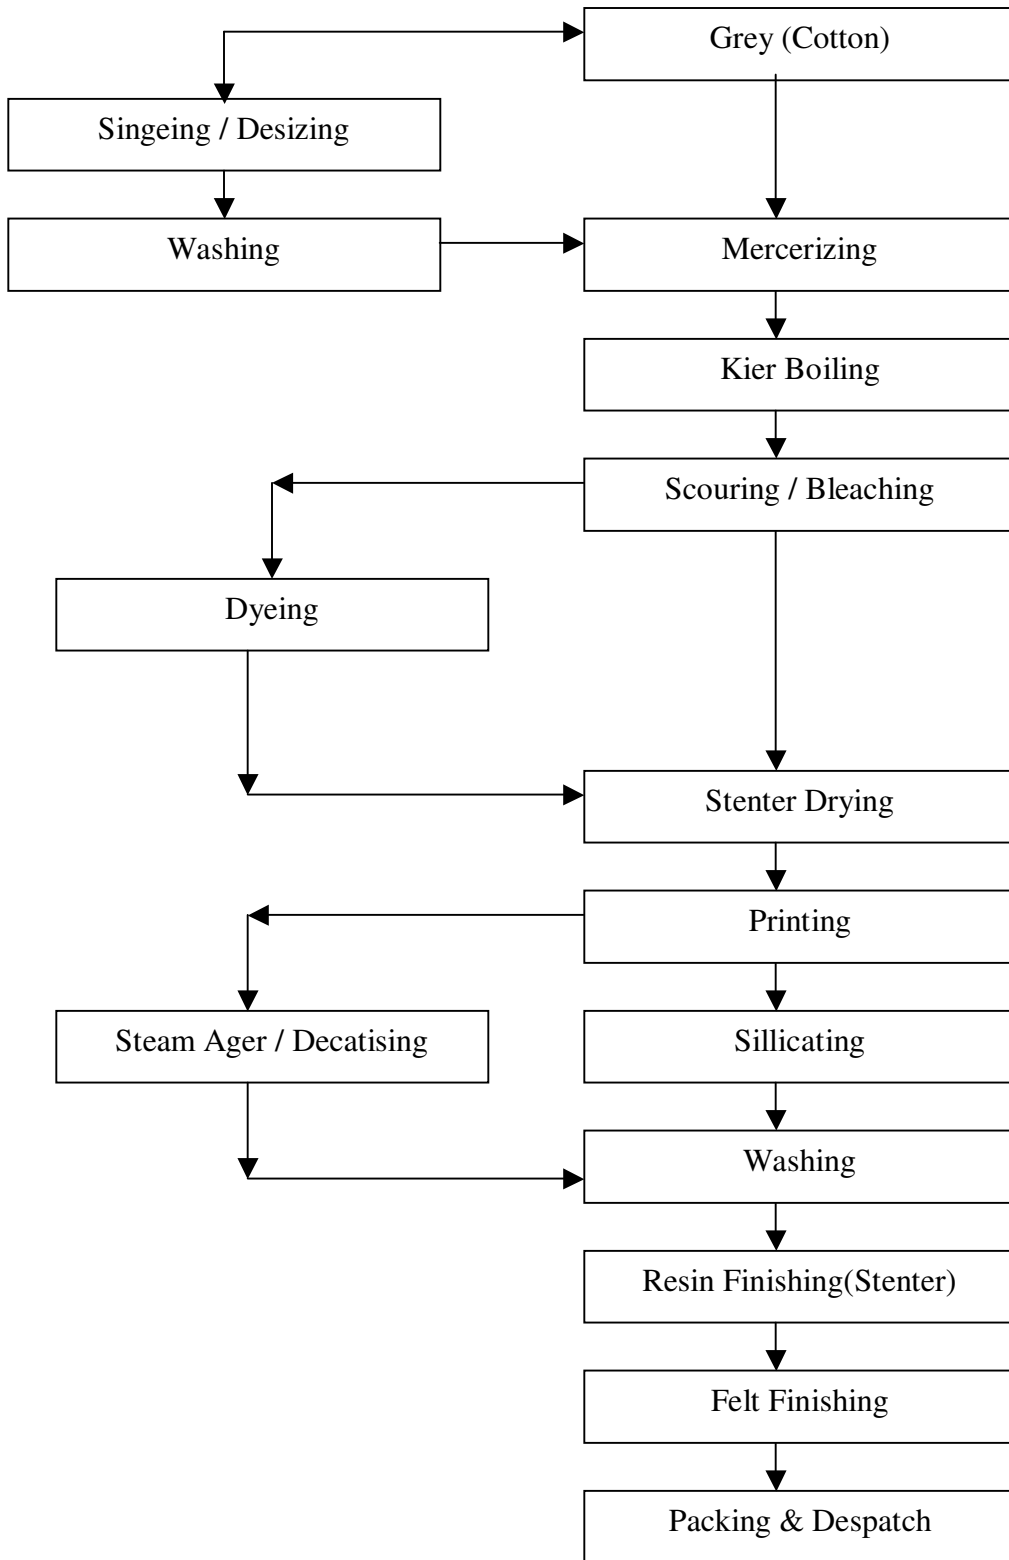 Grey (Cotton)
Singeing / Desizing
Washing
Mercerizing
Kier Boiling
Scouring / Bleaching
Dyeing
Stenter Drying
Printing
Steam Ager / Decatising
Sillicating
Washing
Resin Finishing(Stenter)
Felt Finishing
Packing & Despatch